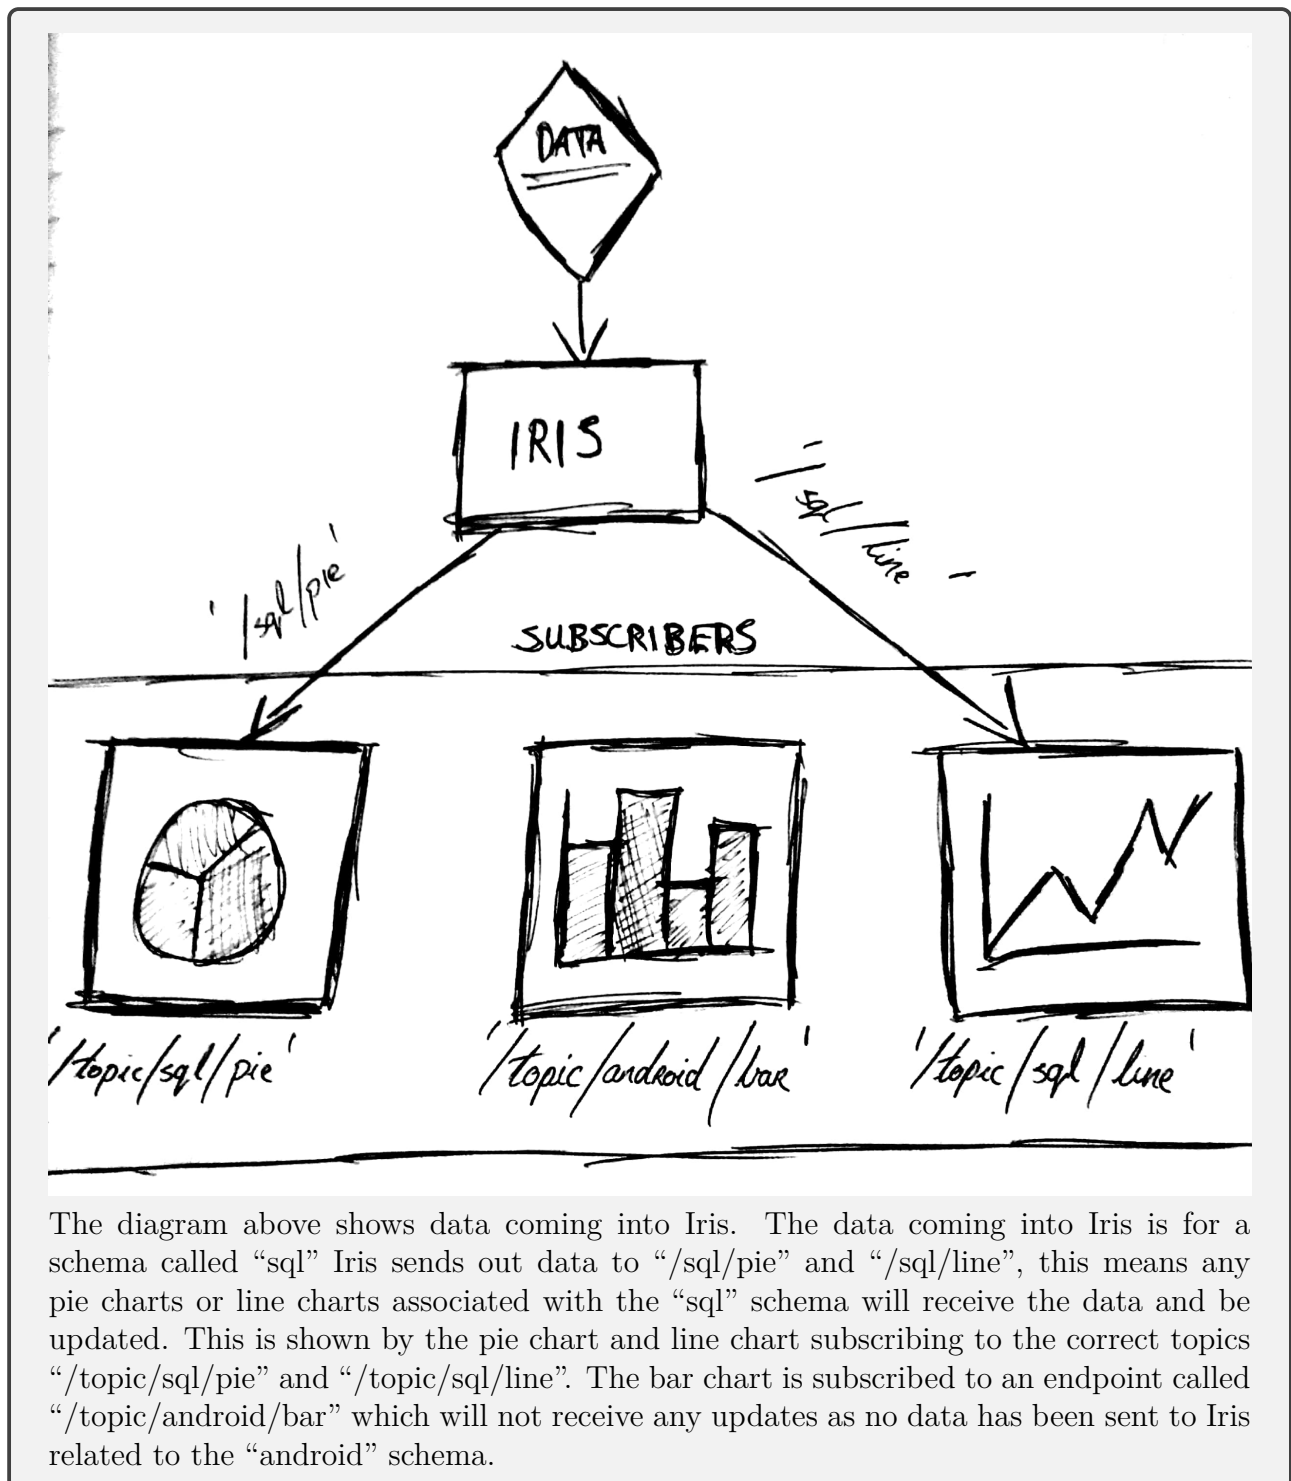 DATA
IRIS
'/sql/pie'
'/sql/line'
SUBSCRIBERS
'/topic/sql/pie'
'/topic/android/bar'
'/topic/sql/line'
The diagram above shows data coming into Iris. The data coming into Iris is for a
schema called “sql” Iris sends out data to “/sql/pie” and “/sql/line”, this means any
pie charts or line charts associated with the “sql” schema will receive the data and be
updated. This is shown by the pie chart and line chart subscribing to the correct topics
“/topic/sql/pie” and “/topic/sql/line”. The bar chart is subscribed to an endpoint called
“/topic/android/bar” which will not receive any updates as no data has been sent to Iris
related to the “android” schema.